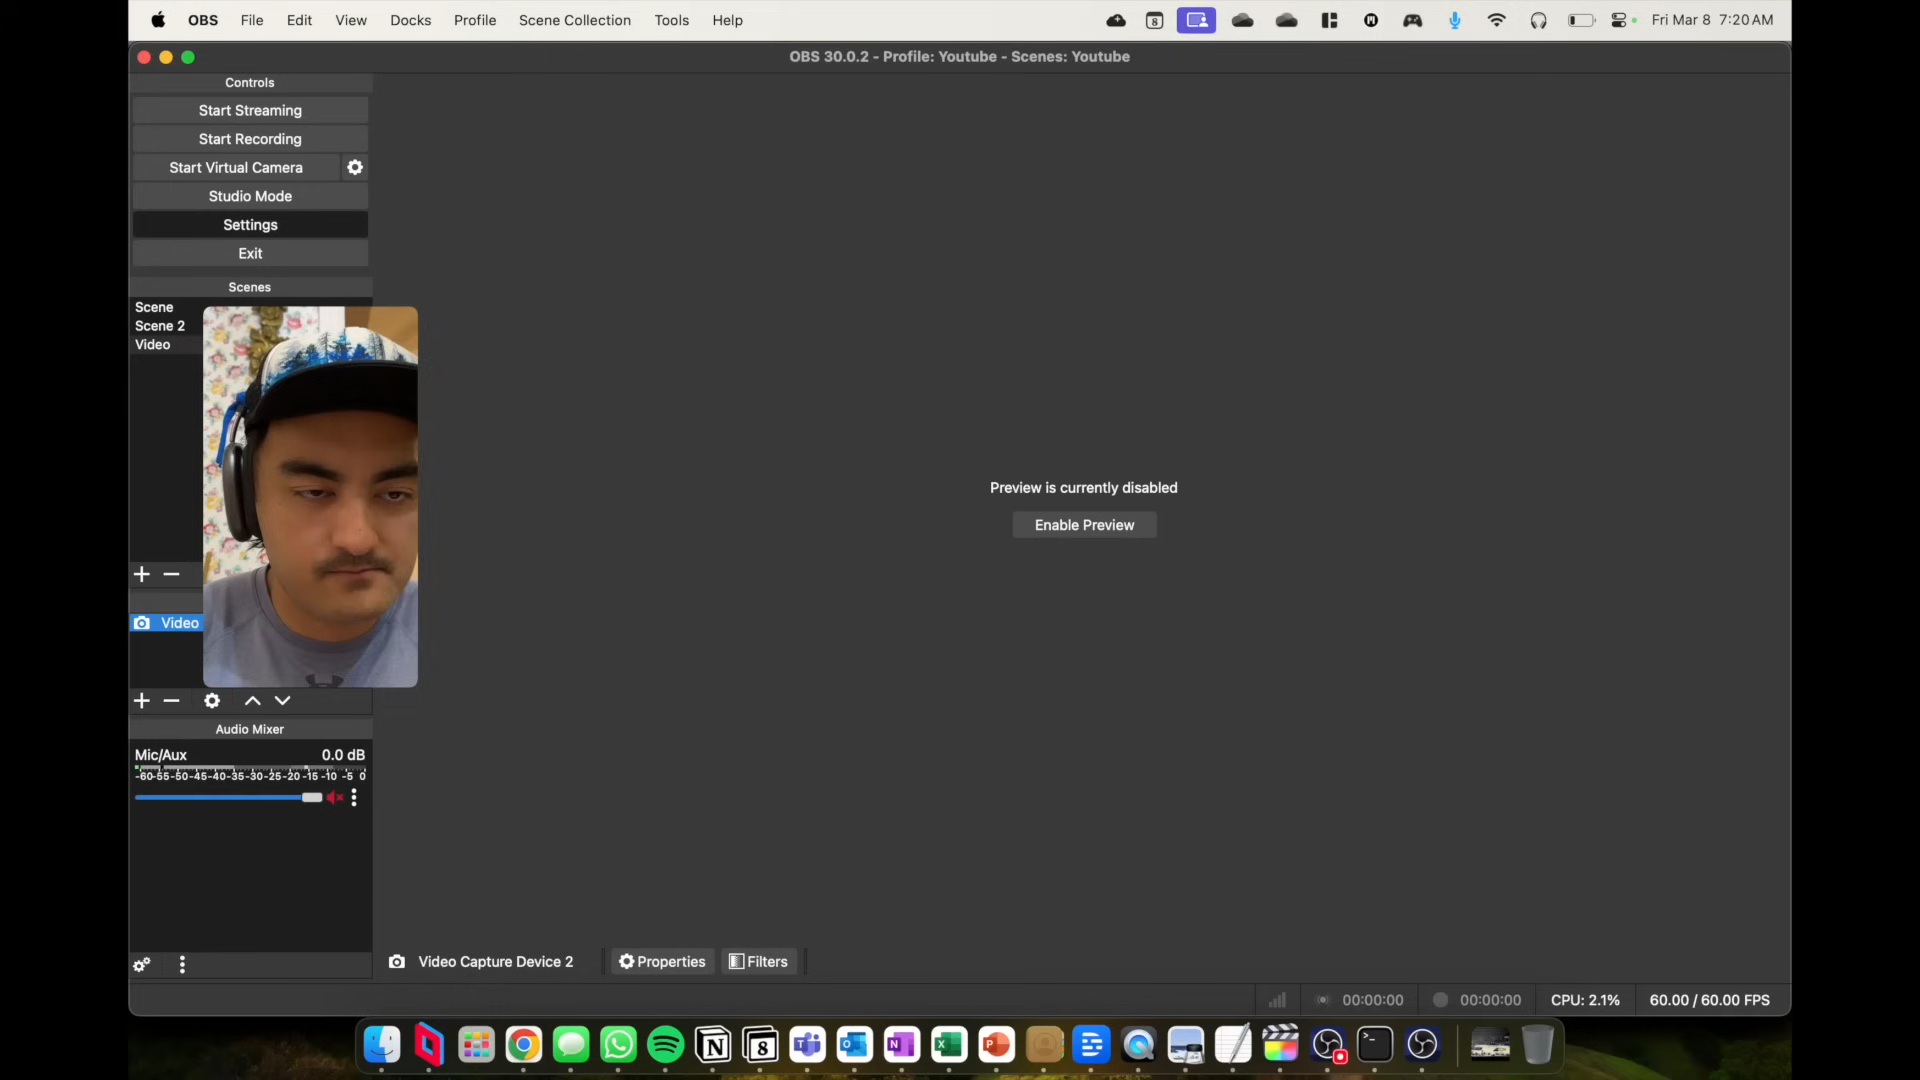 OBS File Edit View Docks Profile Scene Collection Tools Help 8 Fri Mar 8 7:20 AM
OBS 30.0.2 - Profile: Youtube - Scenes: Youtube
Controls
Start Streaming
Start Recording
Start Virtual Camera
Studio Mode
Settings
Exit
Scenes
Scene
Scene 2
Video
Preview is currently disabled
Enable Preview
Video
Audio Mixer
Mic/Aux 0.0 dB
-60-55-50-45-40-35-30-25-20-15-10 -5 0
Video Capture Device 2 Properties Filters
00:00:00 00:00:00 CPU: 2.1% 60.00 / 60.00 FPS
N 8 T O N X P >_